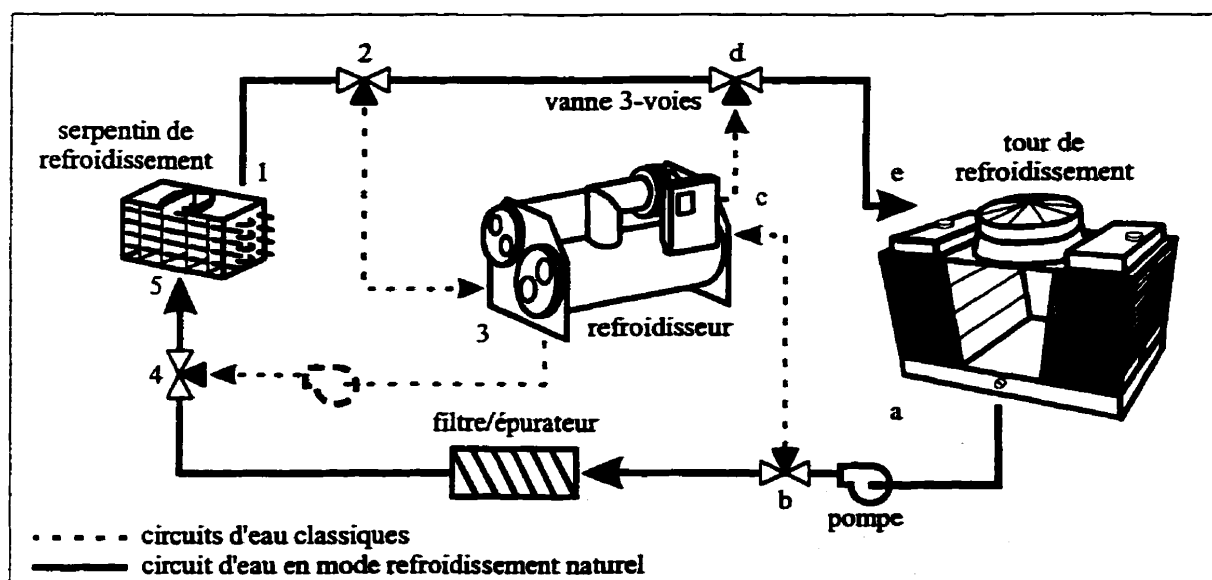 2
d
vanne 3-voies
serpentin de
refroidissement
1
tour de
refroidissement
e
c
5
3
refroidisseur
4
filtre/épurateur
a
b
pompe
circuits d'eau classiques
circuit d'eau en mode refroidissement naturel